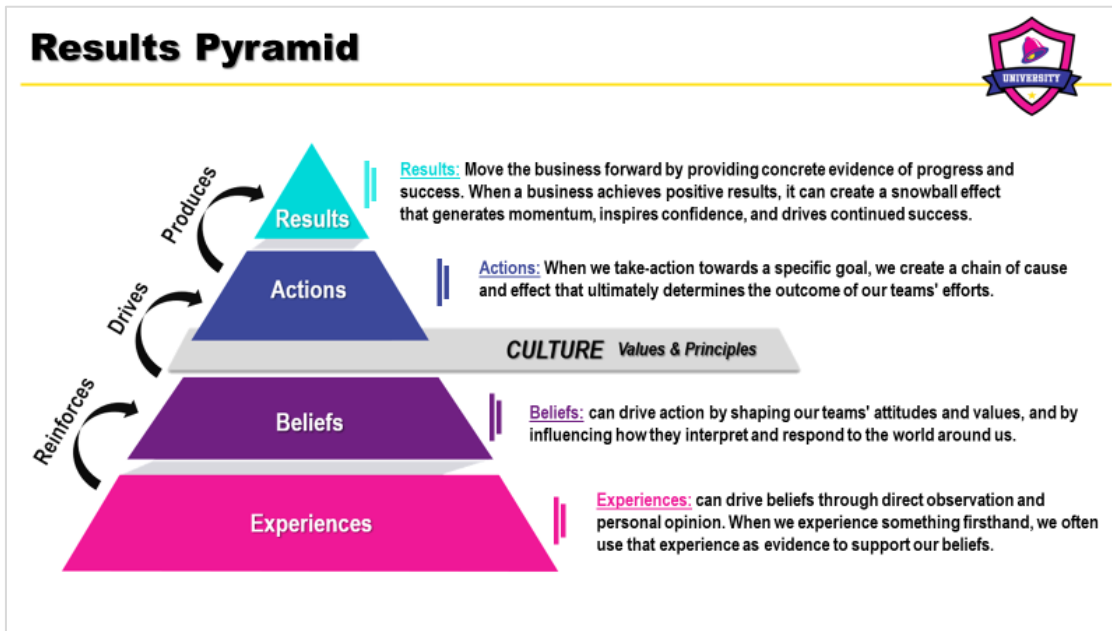 Results Pyramid
UNIVERSITY
Produces
Results
Results: Move the business forward by providing concrete evidence of progress and
success. When a business achieves positive results, it can create a snowball effect
that generates momentum, inspires confidence, and drives continued success.
Drives
Actions
Actions: When we take-action towards a specific goal, we create a chain of cause
and effect that ultimately determines the outcome of our teams' efforts.
CULTURE Values & Principles
Reinforces
Beliefs
Beliefs: can drive action by shaping our teams' attitudes and values, and by
influencing how they interpret and respond to the world around us.
Experiences
Experiences: can drive beliefs through direct observation and
personal opinion. When we experience something firsthand, we often
use that experience as evidence to support our beliefs.